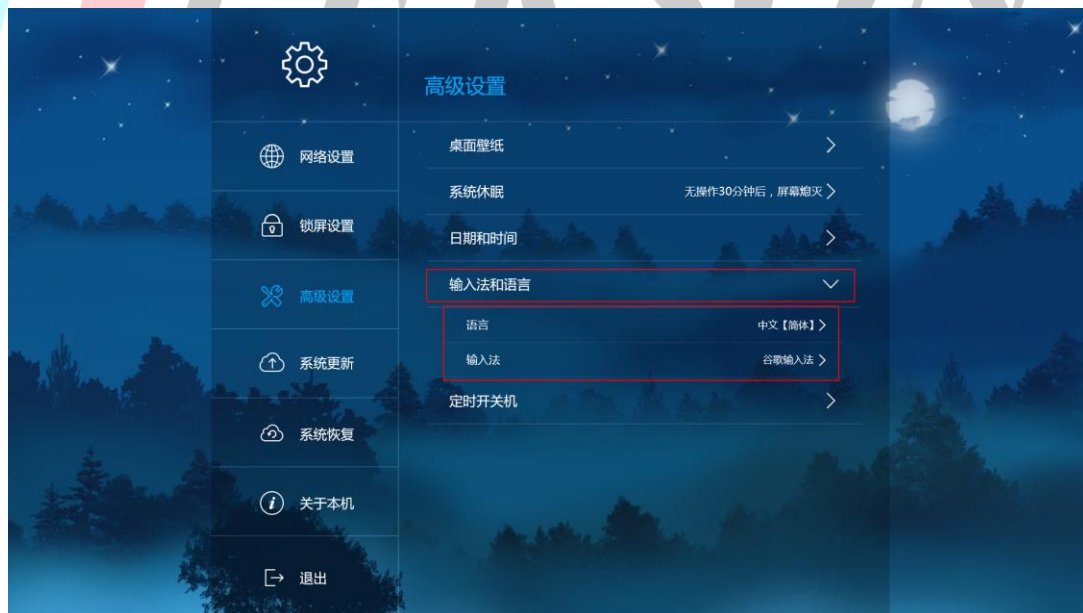 高级设置
网络设置
锁屏设置
高级设置
系统更新
系统恢复
关于本机
退出
桌面壁纸
系统休眠 无操作30分钟后，屏幕熄灭
日期和时间
输入法和语言
语言 中文【简体】
输入法 谷歌输入法
定时开关机